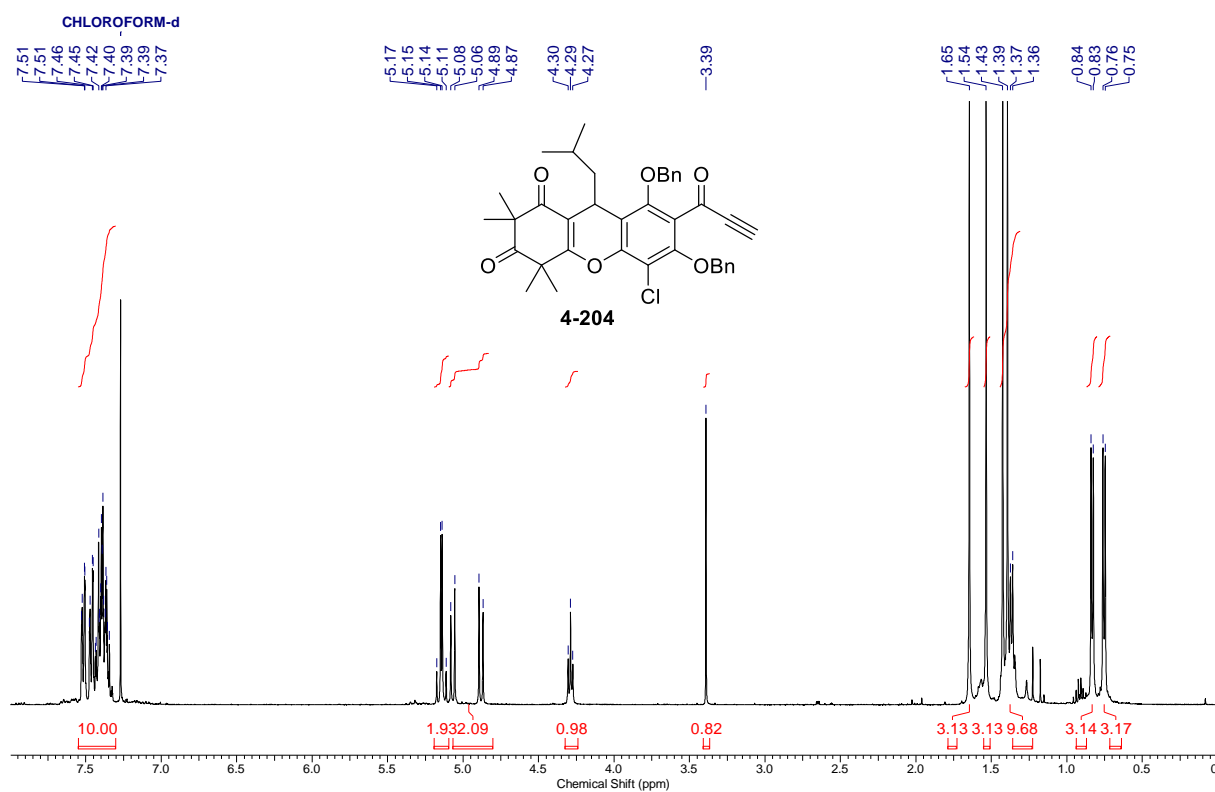 CHLOROFORM-d
7.51 7.51 7.46 7.45 7.42 7.40 7.39 7.39 7.37 5.17 5.15 5.14 5.11 5.08 5.06 4.89 4.87 4.30 4.29 4.27 3.39 1.65 1.54 1.43 1.39 1.37 1.36 0.84 0.83 0.76 0.75
O OBn O
O O OBn
Cl
4-204
10.00 1.93 2.09 0.98 0.82 3.13 3.13 9.68 3.14 3.17
7.5 7.0 6.5 6.0 5.5 5.0 4.5 4.0 3.5 3.0 2.5 2.0 1.5 1.0 0.5 0
Chemical Shift (ppm)